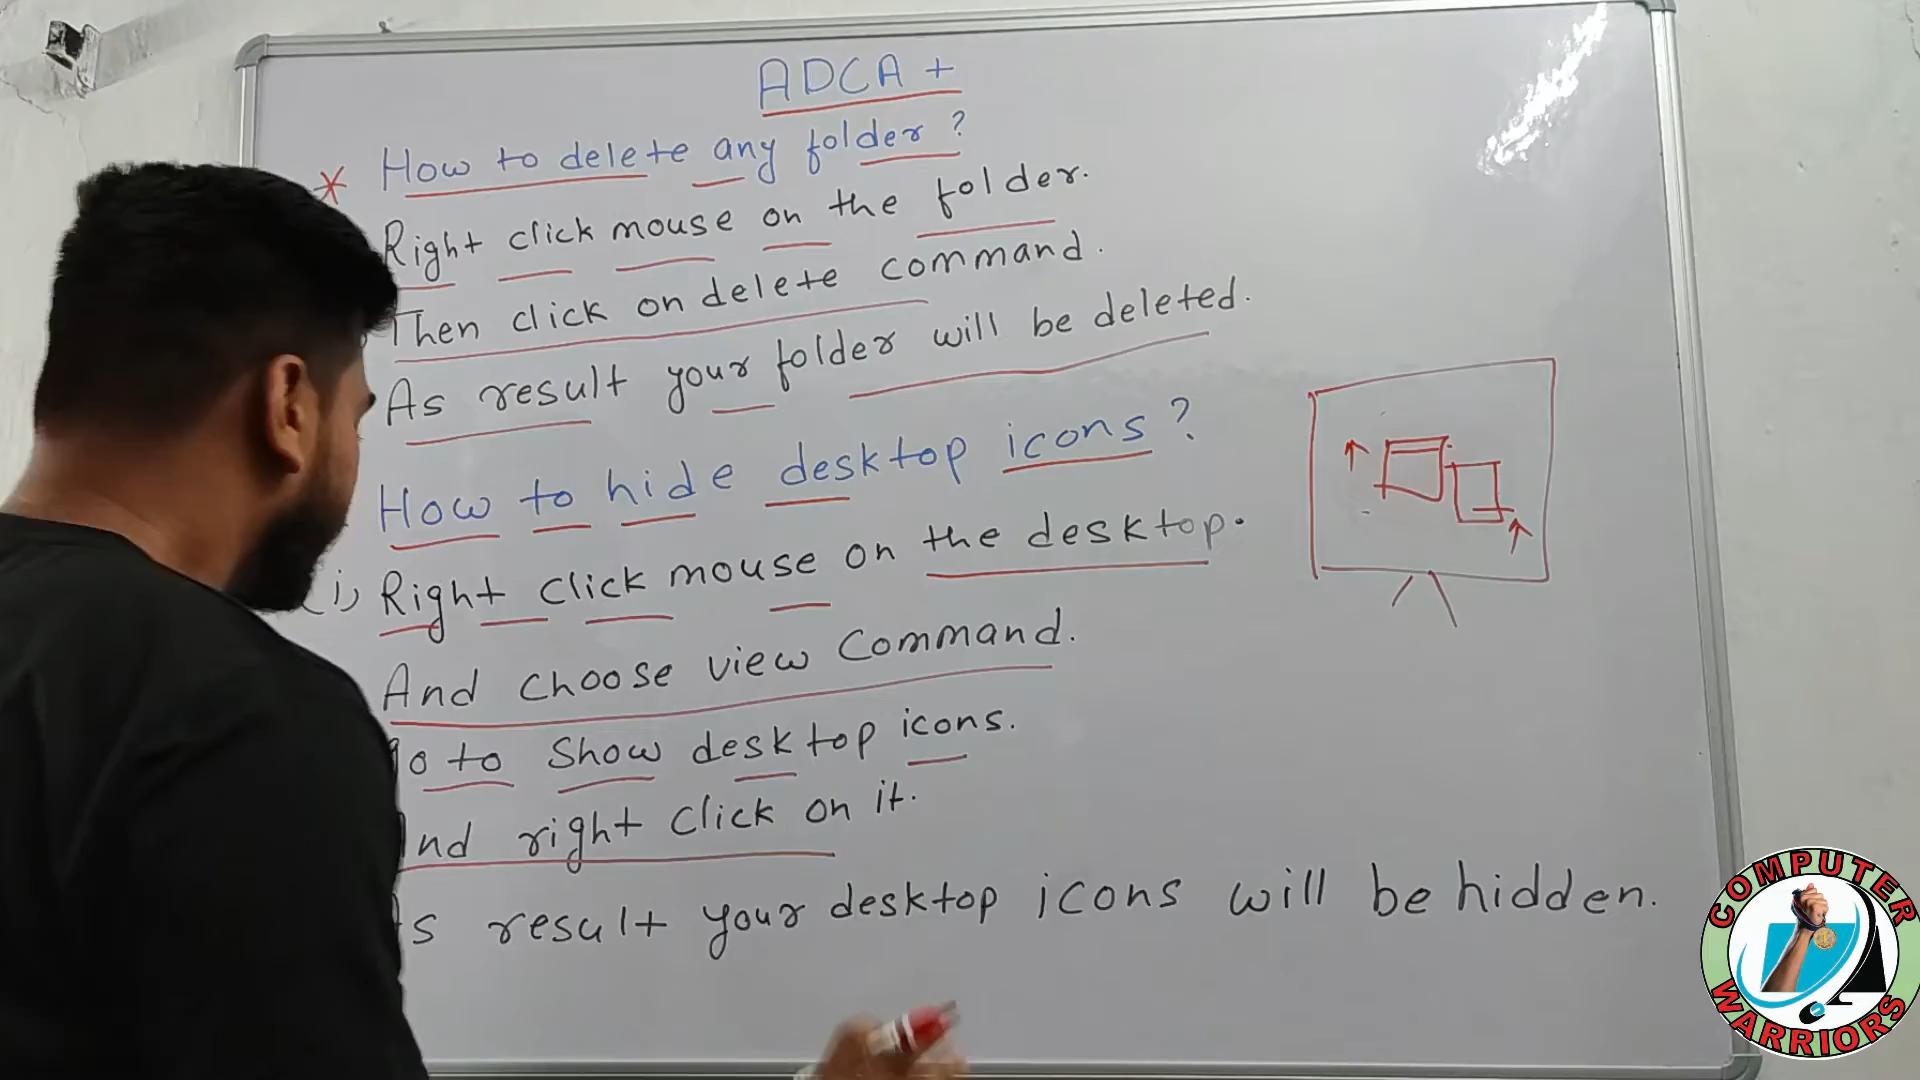 ADCA +
How to delete any folder ?
Right click mouse on the folder.
Then click on delete command.
As result your folder will be deleted.
How to hide desktop icons ?
(i) Right click mouse on the desktop.
And choose view Command.
to Show desktop icons.
right click on it.
result your desktop icons will be hidden.
COMPUTER
WARRIORS